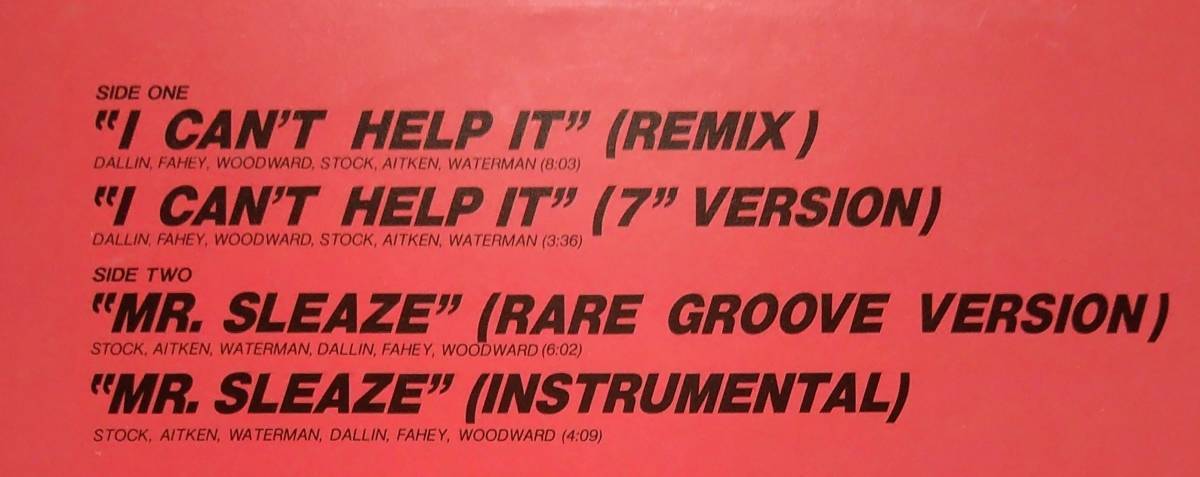 SIDE ONE
“I CAN’T HELP IT” (REMIX)
DALLIN, FAHEY, WOODWARD, STOCK, AITKEN, WATERMAN (8:03)
“I CAN’T HELP IT” (7” VERSION)
DALLIN, FAHEY, WOODWARD, STOCK, AITKEN, WATERMAN (3:36)
SIDE TWO
“MR. SLEAZE” (RARE GROOVE VERSION)
STOCK, AITKEN, WATERMAN, DALLIN, FAHEY, WOODWARD (6:02)
“MR. SLEAZE” (INSTRUMENTAL)
STOCK, AITKEN, WATERMAN, DALLIN, FAHEY, WOODWARD (4:09)